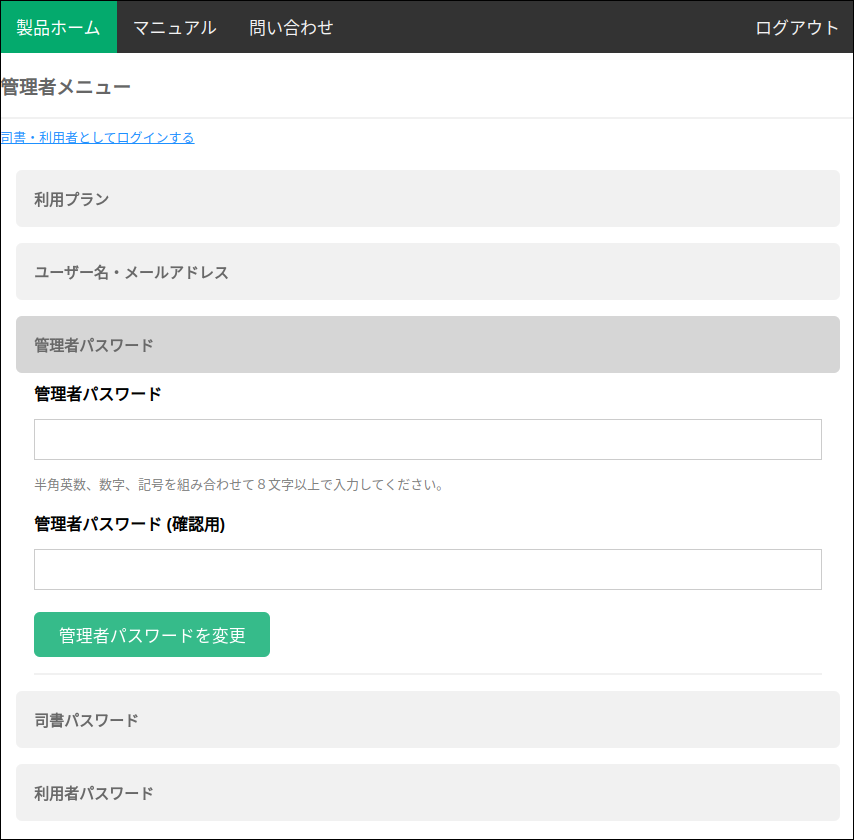 製品ホーム マニュアル 問い合わせ ログアウト
管理者メニュー
司書・利用者としてログインする
利用プラン
ユーザー名・メールアドレス
管理者パスワード
管理者パスワード
半角英数、数字、記号を組み合わせて８文字以上で入力してください。
管理者パスワード (確認用)
管理者パスワードを変更
司書パスワード
利用者パスワード